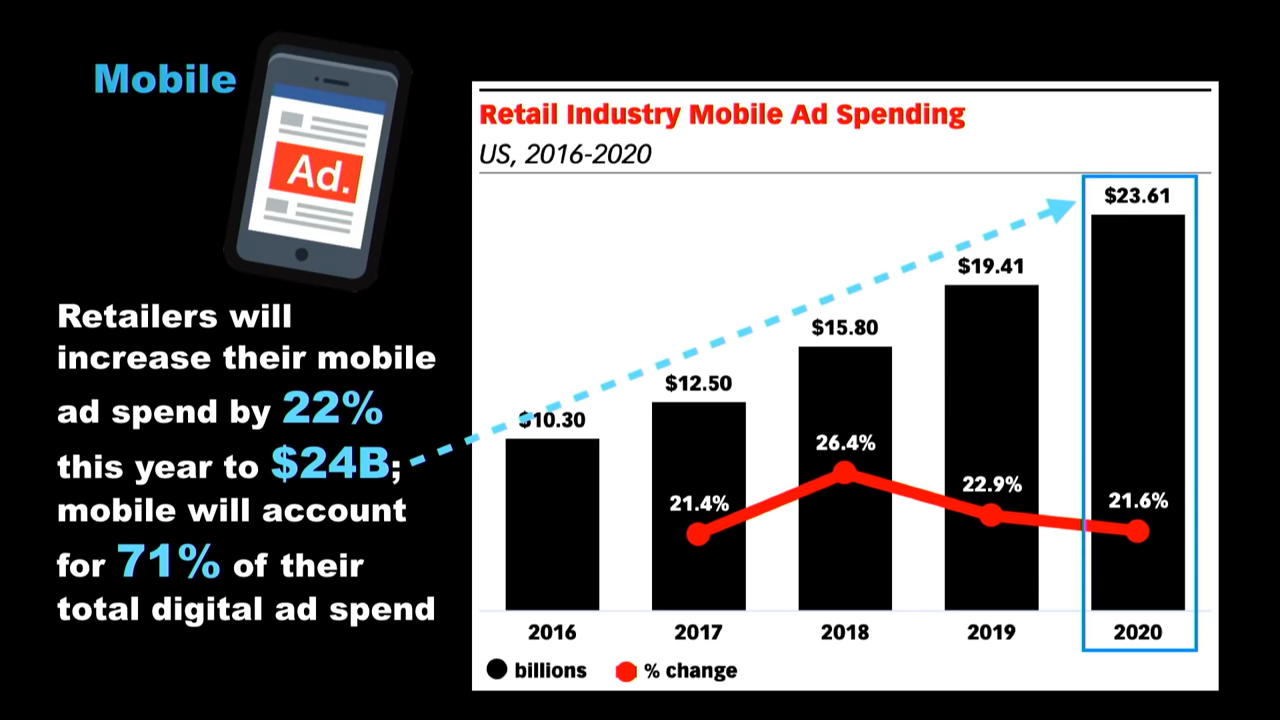 Mobile
Ad.
Retailers will
increase their mobile
ad spend by 22%
this year to $24B;
mobile will account
for 71% of their
total digital ad spend
Retail Industry Mobile Ad Spending
US, 2016-2020
$10.30
$12.50
$15.80
$19.41
$23.61
21.4%
26.4%
22.9%
21.6%
2016
2017
2018
2019
2020
billions
% change